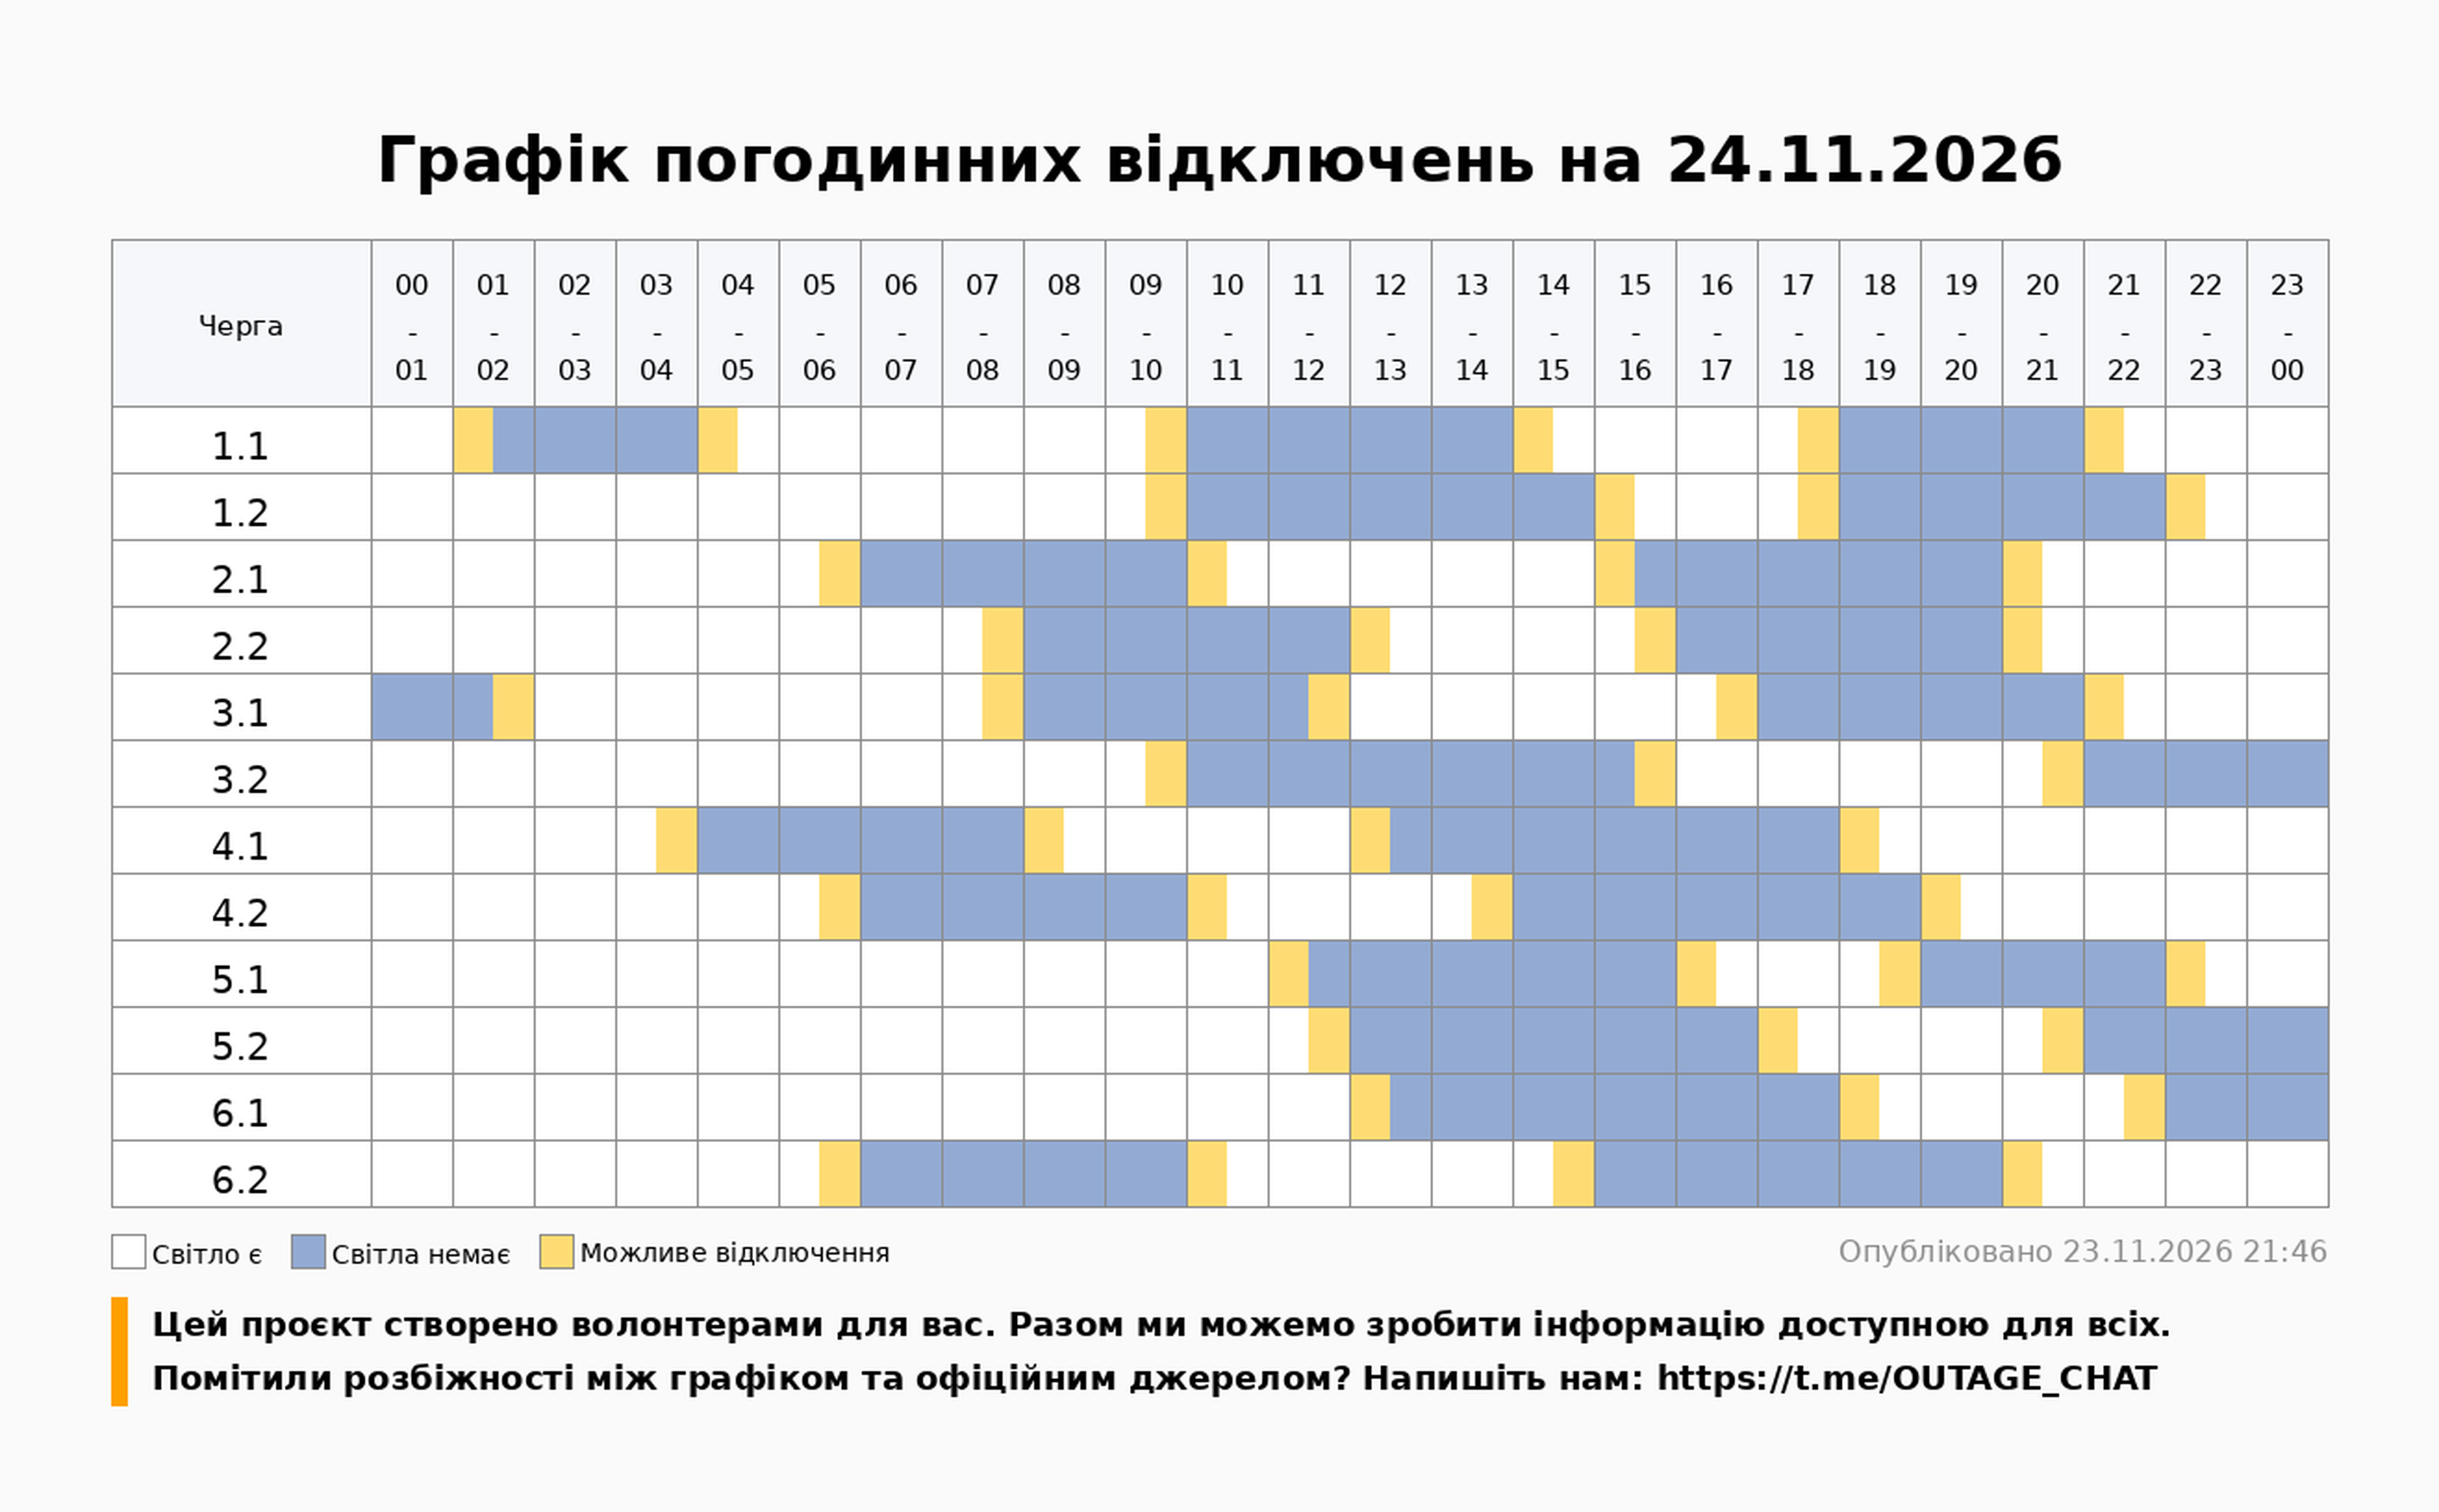 Графік погодинних відключень на 24.11.2026
Черга
00 - 01
01 - 02
02 - 03
03 - 04
04 - 05
05 - 06
06 - 07
07 - 08
08 - 09
09 - 10
10 - 11
11 - 12
12 - 13
13 - 14
14 - 15
15 - 16
16 - 17
17 - 18
18 - 19
19 - 20
20 - 21
21 - 22
22 - 23
23 - 00
1.1
1.2
2.1
2.2
3.1
3.2
4.1
4.2
5.1
5.2
6.1
6.2
Світло є
Світла немає
Можливе відключення
Опубліковано 23.11.2026 21:46
Цей проєкт створено волонтерами для вас. Разом ми можемо зробити інформацію доступною для всіх.
Помітили розбіжності між графіком та офіційним джерелом? Напишіть нам: https://t.me/OUTAGE_CHAT